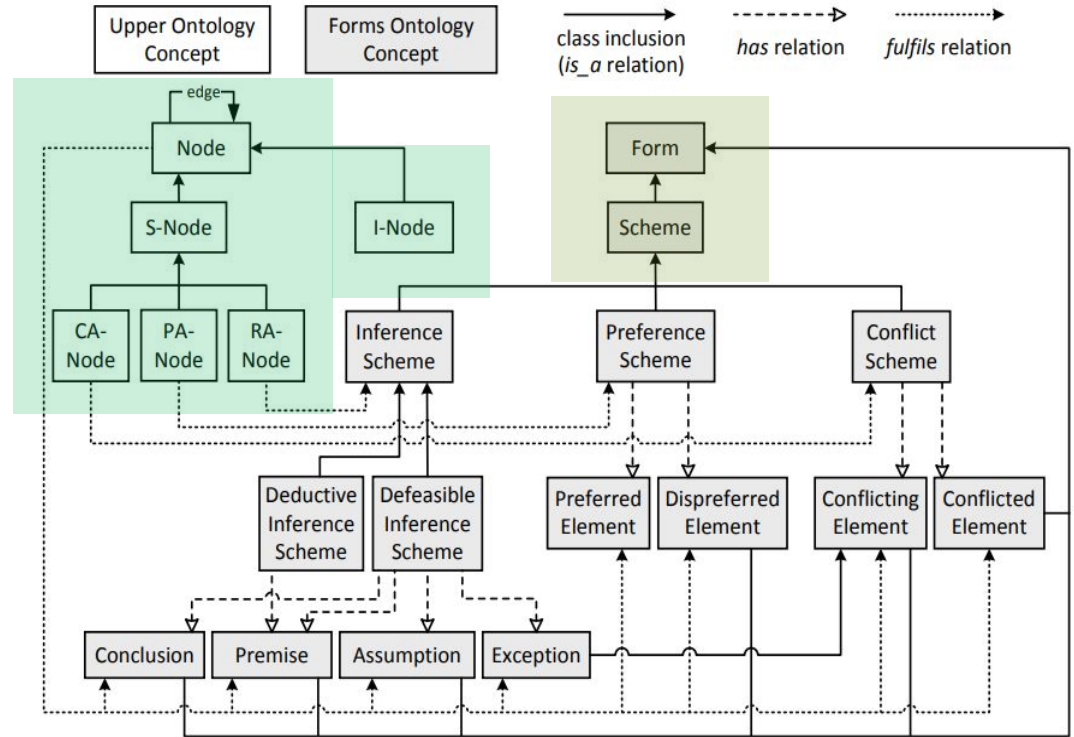 Upper Ontology
Concept
Forms Ontology
Concept
class inclusion
(is_a relation)
has relation
fulfils relation
edge
Node
Form
S-Node
I-Node
Scheme
CA-
Node
PA-
Node
RA-
Node
Inference
Scheme
Preference
Scheme
Conflict
Scheme
Deductive
Inference
Scheme
Defeasible
Inference
Scheme
Preferred
Element
Dispreferred
Element
Conflicting
Element
Conflicted
Element
Conclusion
Premise
Assumption
Exception